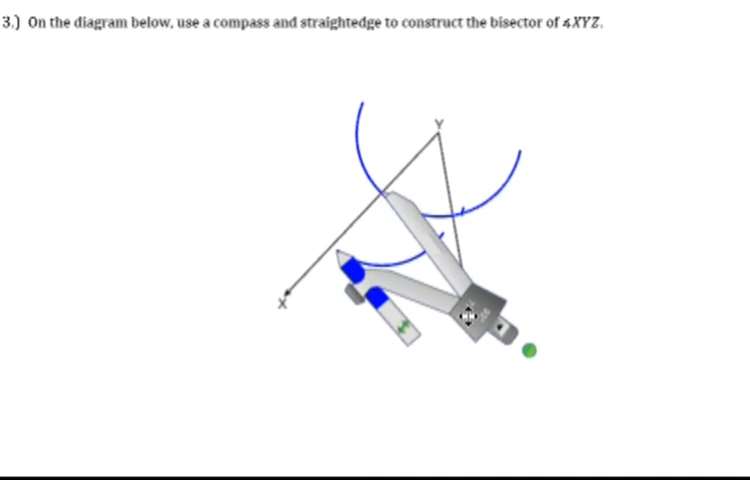 3.) On the diagram below, use a compass and straightedge to construct the bisector of ∡XYZ.
Y
X